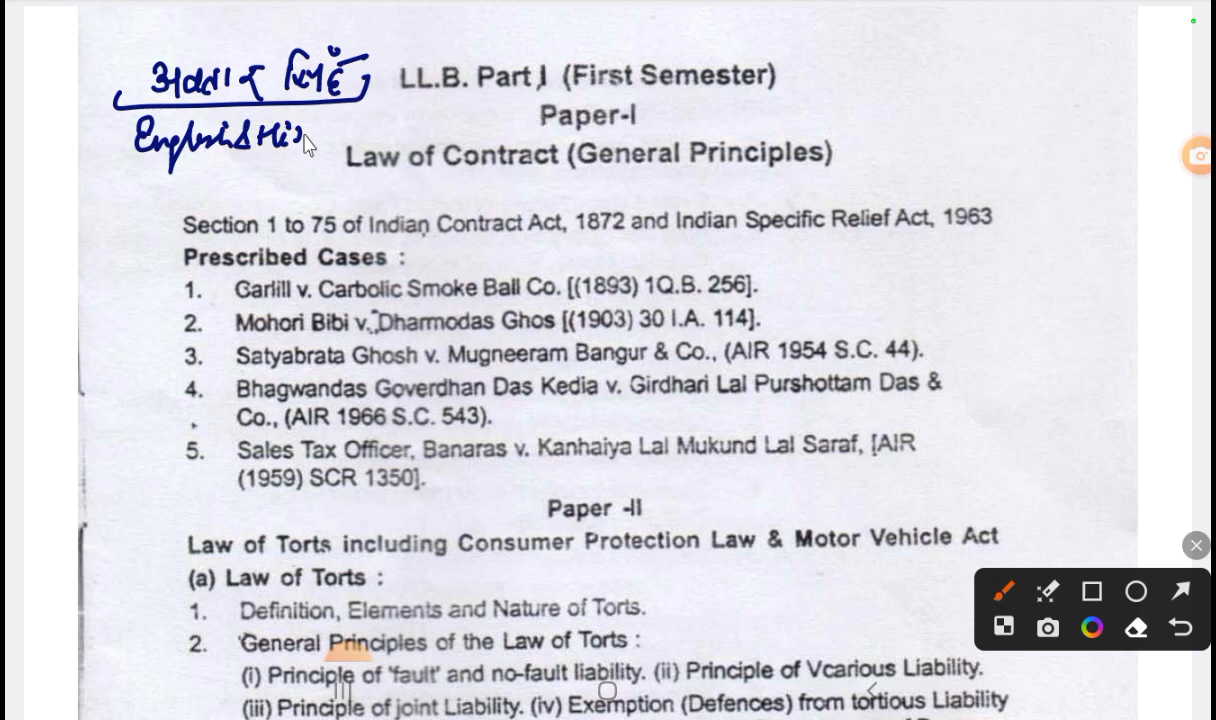 LL.B. Part I (First Semester)
Paper-I
English & His
Law of Contract (General Principles)
Section 1 to 75 of Indian Contract Act, 1872 and Indian Specific Relief Act, 1963
Prescribed Cases :
1. Garlill v. Carbolic Smoke Ball Co. [(1893) 1Q.B. 256].
2. Mohori Bibi v. Dharmodas Ghos [(1903) 30 I.A. 114].
3. Satyabrata Ghosh v. Mugneeram Bangur & Co., (AIR 1954 S.C. 44).
4. Bhagwandas Goverdhan Das Kedia v. Girdhari Lal Purshottam Das &
Co., (AIR 1966 S.C. 543).
5. Sales Tax Officer, Banaras v. Kanhaiya Lal Mukund Lal Saraf, [AIR
(1959) SCR 1350].
Paper -II
Law of Torts including Consumer Protection Law & Motor Vehicle Act
(a) Law of Torts :
1. Definition, Elements and Nature of Torts.
2. General Principles of the Law of Torts :
(i) Principle of 'fault' and no-fault liability. (ii) Principle of Vcarious Liability.
(iii) Principle of joint Liability. (iv) Exemption (Defences) from tortious Liability